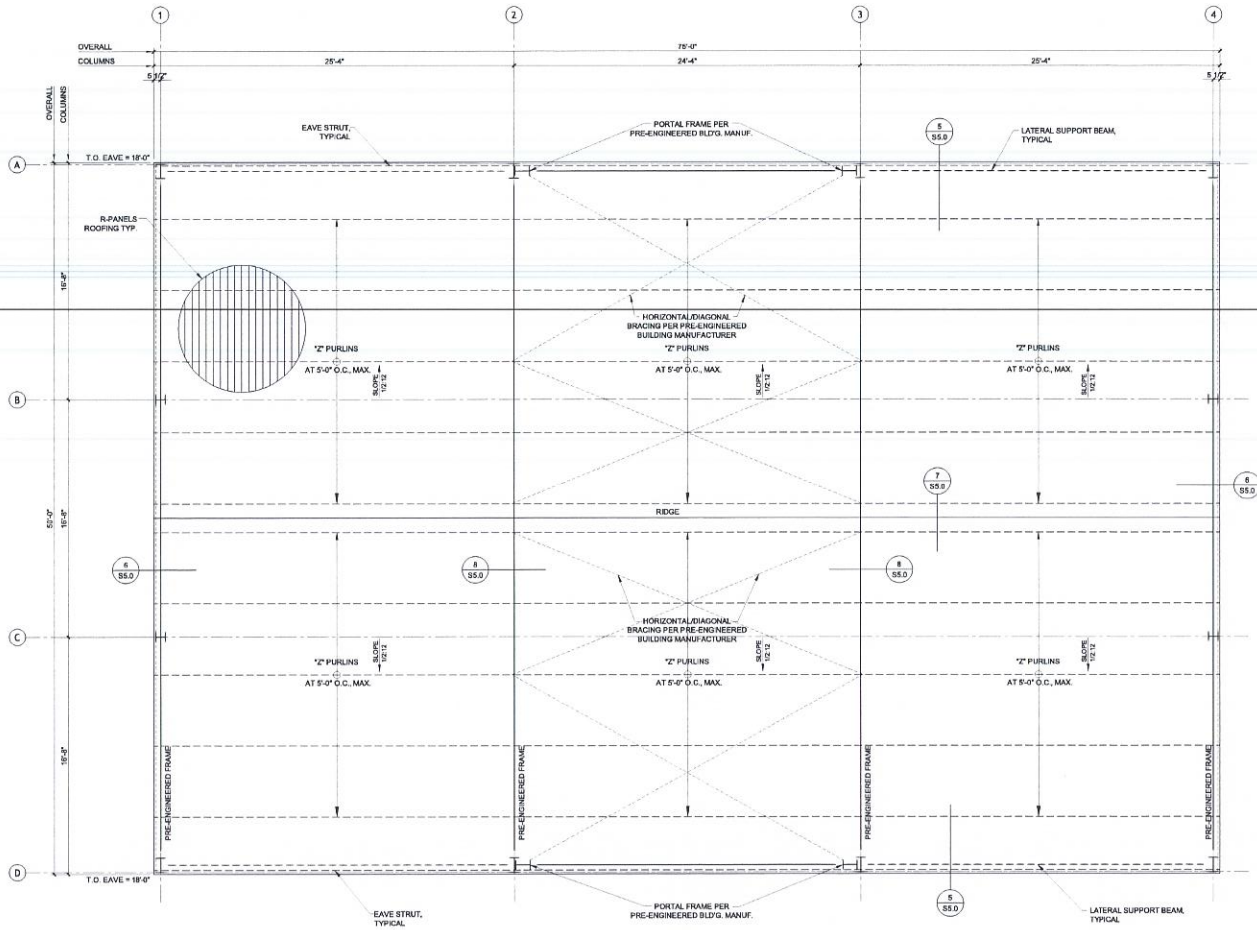 1
2
3
4
OVERALL
75'-0"
COLUMNS
25'-4"
24'-4"
25'-4"
5 1/2"
5 1/2"
OVERALL
COLUMNS
EAVE STRUT,
TYPICAL
PORTAL FRAME PER
PRE-ENGINEERED BLD'G. MANUF.
5
S5.0
LATERAL SUPPORT BEAM,
TYPICAL
T.O. EAVE = 18'-0"
A
R-PANELS
ROOFING TYP.
16'-8"
HORIZONTAL/DIAGONAL
BRACING PER PRE-ENGINEERED
BUILDING MANUFACTURER
"Z" PURLINS
AT 5'-0" O.C., MAX.
SLOPE
1/2:12
"Z" PURLINS
AT 5'-0" O.C., MAX.
SLOPE
1/2:12
"Z" PURLINS
AT 5'-0" O.C., MAX.
SLOPE
1/2:12
B
50'-0"
16'-8"
7
S5.0
6
S5.0
RIDGE
6
S5.0
8
S5.0
8
S5.0
HORIZONTAL/DIAGONAL
BRACING PER PRE-ENGINEERED
BUILDING MANUFACTURER
C
"Z" PURLINS
AT 5'-0" O.C., MAX.
SLOPE
1/2:12
"Z" PURLINS
AT 5'-0" O.C., MAX.
SLOPE
1/2:12
"Z" PURLINS
AT 5'-0" O.C., MAX.
SLOPE
1/2:12
16'-8"
PRE-ENGINEERED FRAME
PRE-ENGINEERED FRAME
PRE-ENGINEERED FRAME
PRE-ENGINEERED FRAME
D
T.O. EAVE = 18'-0"
EAVE STRUT,
TYPICAL
PORTAL FRAME PER
PRE-ENGINEERED BLD'G. MANUF.
5
S5.0
LATERAL SUPPORT BEAM,
TYPICAL